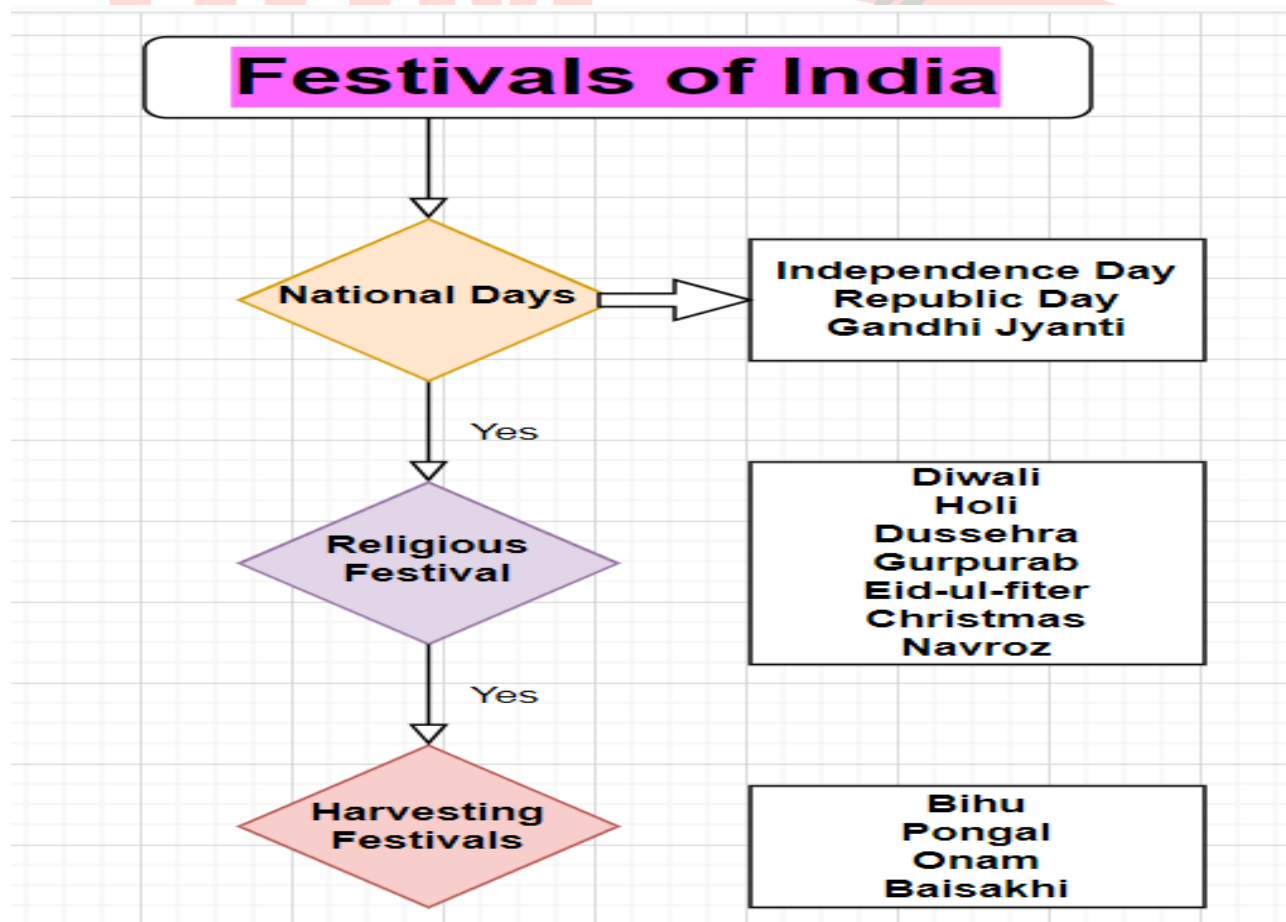 Festivals of India
National Days
Independence Day
Republic Day
Gandhi Jyanti
Yes
Religious
Festival
Diwali
Holi
Dussehra
Gurpurab
Eid-ul-fiter
Christmas
Navroz
Yes
Harvesting
Festivals
Bihu
Pongal
Onam
Baisakhi